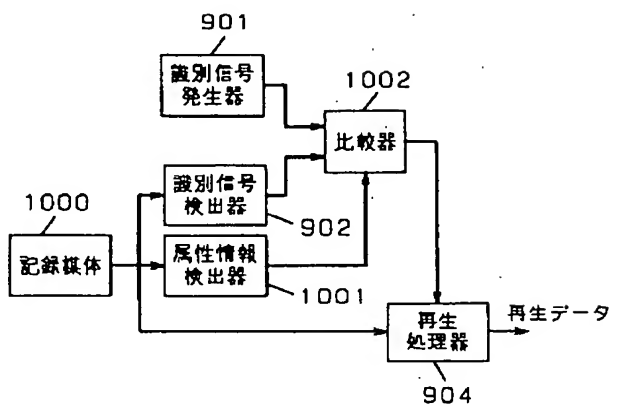 901
識別信号
発生器
1002
比較器
識別信号
検出器
902
1000
記録媒体
属性情報
検出器
1001
再生
処理器
904
再生データ